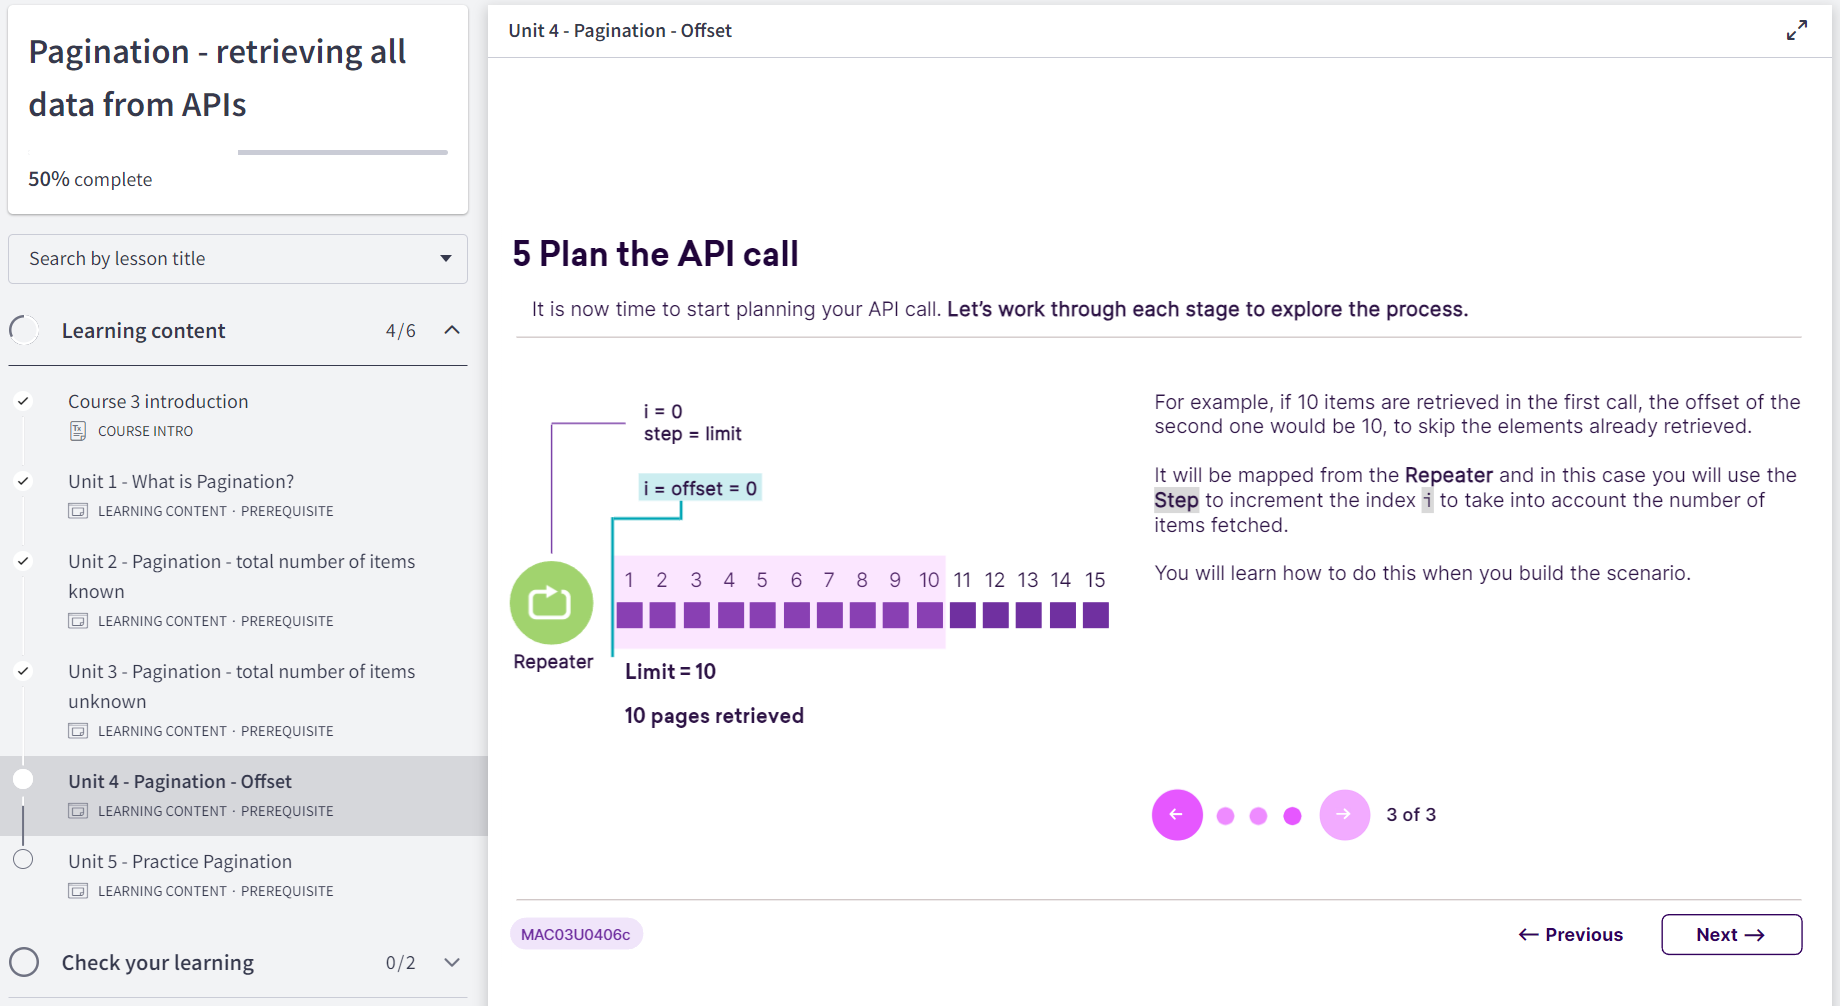 Pagination - retrieving all
data from APIs
50% complete
Search by lesson title
Learning content 4/6
Course 3 introduction
COURSE INTRO
Unit 1 - What is Pagination?
LEARNING CONTENT · PREREQUISITE
Unit 2 - Pagination - total number of items
known
LEARNING CONTENT · PREREQUISITE
Unit 3 - Pagination - total number of items
unknown
LEARNING CONTENT · PREREQUISITE
Unit 4 - Pagination - Offset
LEARNING CONTENT · PREREQUISITE
Unit 5 - Practice Pagination
LEARNING CONTENT · PREREQUISITE
Check your learning 0/2
Unit 4 - Pagination - Offset
5 Plan the API call
It is now time to start planning your API call. Let's work through each stage to explore the process.
i = 0
step = limit
i = offset = 0
1 2 3 4 5 6 7 8 9 10 11 12 13 14 15
Repeater
Limit = 10
10 pages retrieved
For example, if 10 items are retrieved in the first call, the offset of the
second one would be 10, to skip the elements already retrieved.
It will be mapped from the Repeater and in this case you will use the
Step to increment the index i to take into account the number of
items fetched.
You will learn how to do this when you build the scenario.
← → 3 of 3
MAC03U0406c
← Previous
Next →